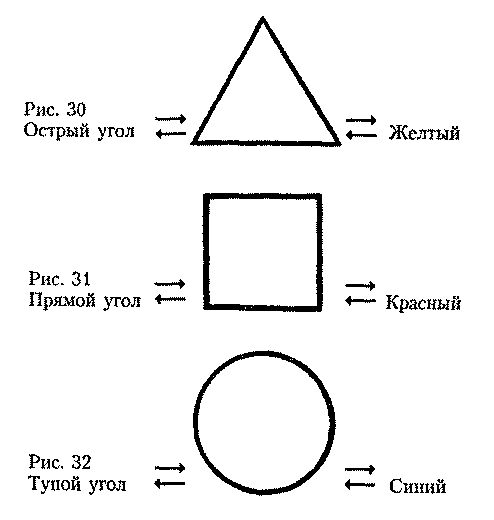 Рис. 30
Острый угол
Желтый
Рис. 31
Прямой угол
Красный
Рис. 32
Тупой угол
Синий